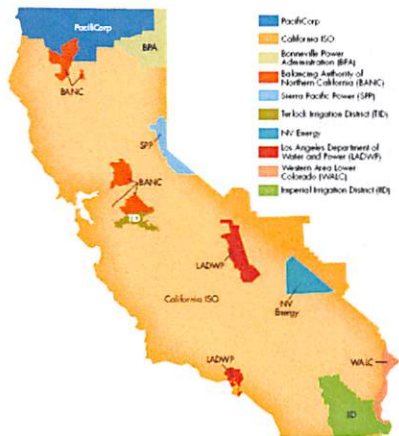 PacifiCorp
BPA
BANC
SPP
BANC
TID
LADWP
California ISO
NV
Energy
LADWP
WALC
IID
PacifiCorp
California ISO
Bonneville Power
Administration (BPA)
Balancing Authority of
Northern California (BANC)
Sierra Pacific Power (SPP)
Turlock Irrigation District (TID)
NV Energy
Los Angeles Department of
Water and Power (LADWP)
Western Area Lower
Colorado (WALC)
Imperial Irrigation District (IID)